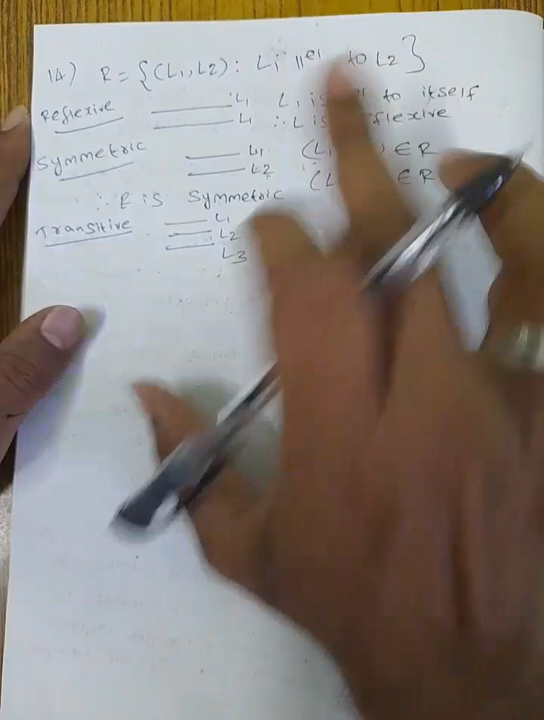 14) R = {(L1, L2) : L1 ||el to L2}
Reflexive L1 L1 is to itself
L1 ∴ L is
Symmetric L1 ∈ R
L2 ∈ R
∴ R is Symmetric
Transitive L1
L2
L3